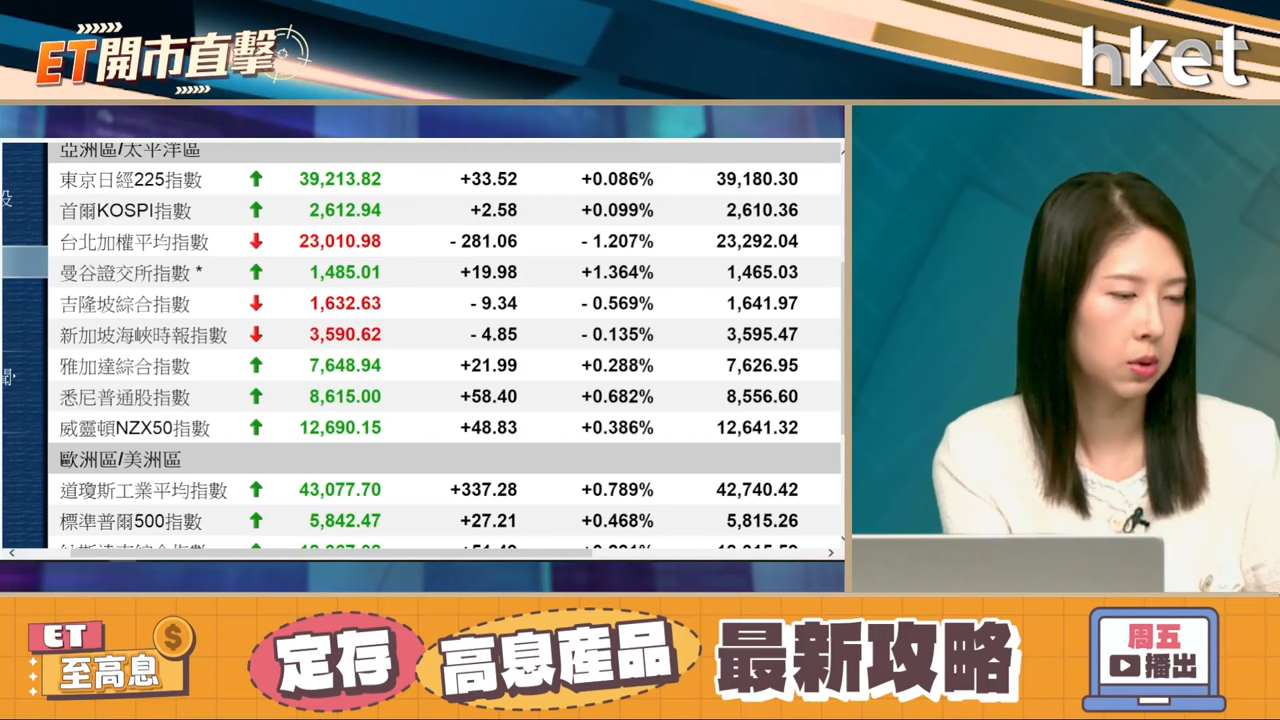 ET開市直擊
hket
亞洲區/太平洋區
東京日經225指數 39,213.82 +33.52 +0.086% 39,180.30
首爾KOSPI指數 2,612.94 +2.58 +0.099% 2,610.36
台北加權平均指數 23,010.98 - 281.06 - 1.207% 23,292.04
曼谷證交所指數 * 1,485.01 +19.98 +1.364% 1,465.03
吉隆坡綜合指數 1,632.63 - 9.34 - 0.569% 1,641.97
新加坡海峽時報指數 3,590.62 - 4.85 - 0.135% 3,595.47
雅加達綜合指數 7,648.94 +21.99 +0.288% 7,626.95
悉尼普通股指數 8,615.00 +58.40 +0.682% 8,556.60
威靈頓NZX50指數 12,690.15 +48.83 +0.386% 12,641.32
歐洲區/美洲區
道瓊斯工業平均指數 43,077.70 +337.28 +0.789% 42,740.42
標準普爾500指數 5,842.47 +27.21 +0.468% 5,815.26
ET
至高息
定存
高息產品
最新攻略
周五
播出